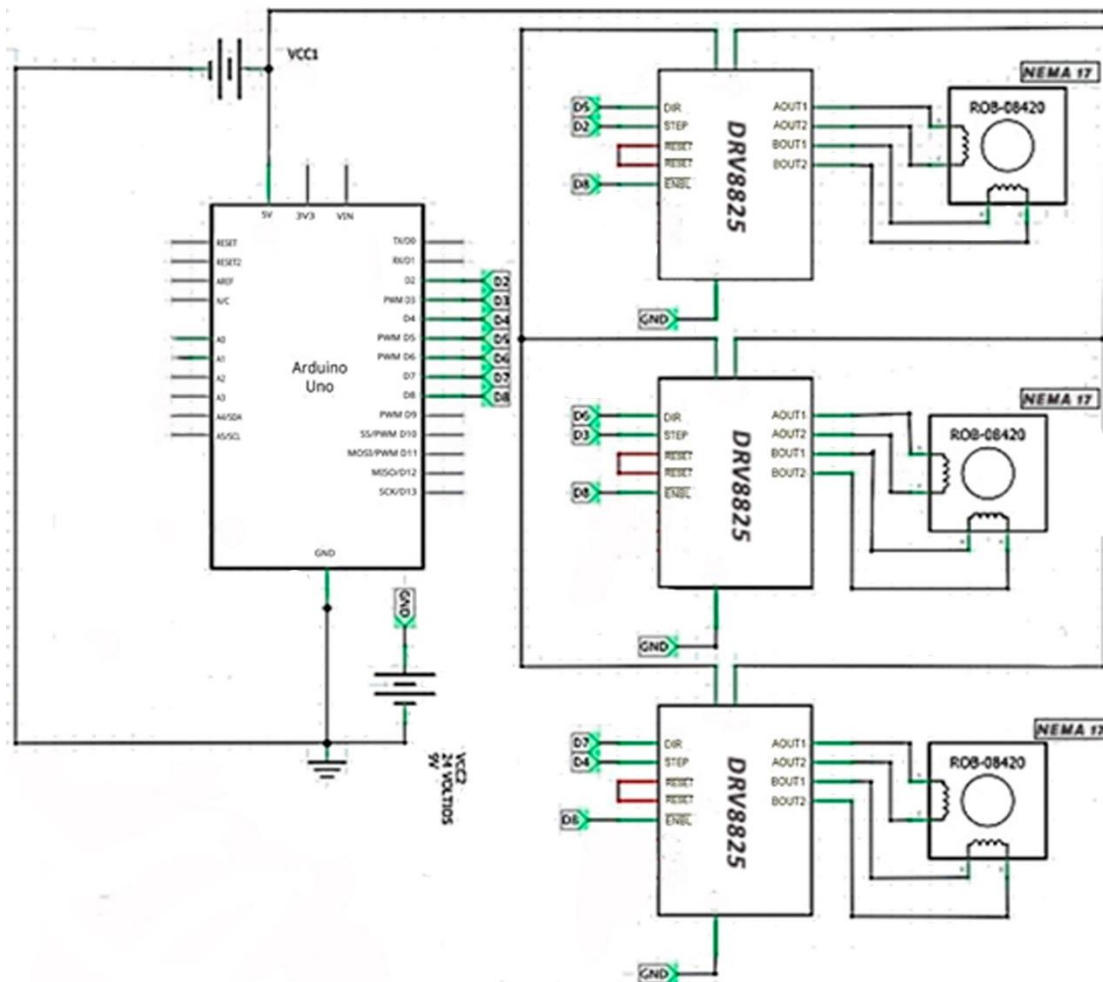 VCC1
5V
3V3
VIN
RESET
RESET2
AREF
N/C
A0
A1
A2
A3
A4/SDA
A5/SCL
TX/D0
RX/D1
D2
PWM D3
D4
PWM D5
PWM D6
D7
D8
PWM D9
SS/PWM D10
MOSI/PWM D11
MISO/D12
SCK/D13
Arduino
Uno
GND
D2
D3
D4
D5
D6
D7
D8
GND
VCC2
24 VOLTIOS
9V
D5
D2
D8
DIR
STEP
RESET
RESET
ENBL
DRV8825
AOUT1
AOUT2
BOUT1
BOUT2
GND
NEMA 17
ROB-08420
D6
D3
D8
DIR
STEP
RESET
RESET
ENBL
DRV8825
AOUT1
AOUT2
BOUT1
BOUT2
GND
NEMA 17
ROB-08420
D7
D4
D8
DIR
STEP
RESET
RESET
ENBL
DRV8825
AOUT1
AOUT2
BOUT1
BOUT2
GND
NEMA 17
ROB-08420